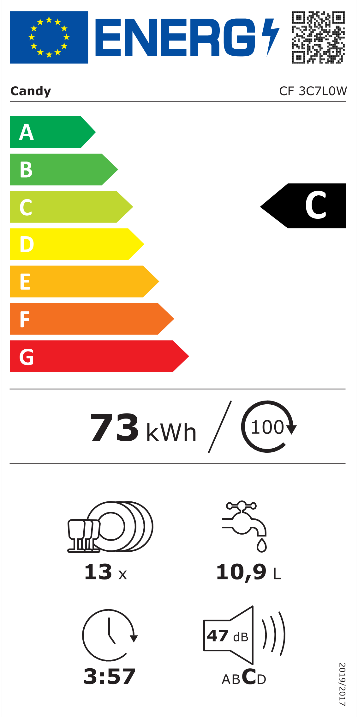 ENERG
Candy CF 3C7L0W
A
B
C
C
D
E
F
G
73 kWh / 100
13 x
10,9 L
3:57
47 dB
ABCD
2019/2017